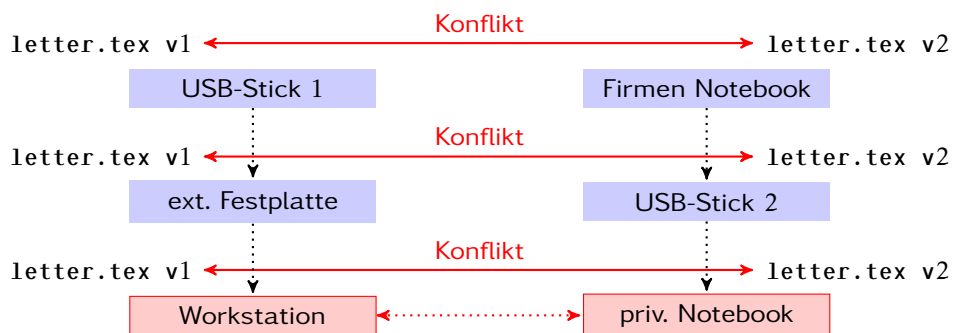 Konflikt
letter.tex v1 letter.tex v2
USB-Stick 1 Firmen Notebook
Konflikt
letter.tex v1 letter.tex v2
ext. Festplatte USB-Stick 2
Konflikt
letter.tex v1 letter.tex v2
Workstation priv. Notebook